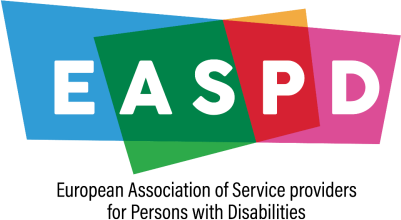 EASPD
European Association of Service providers
for Persons with Disabilities